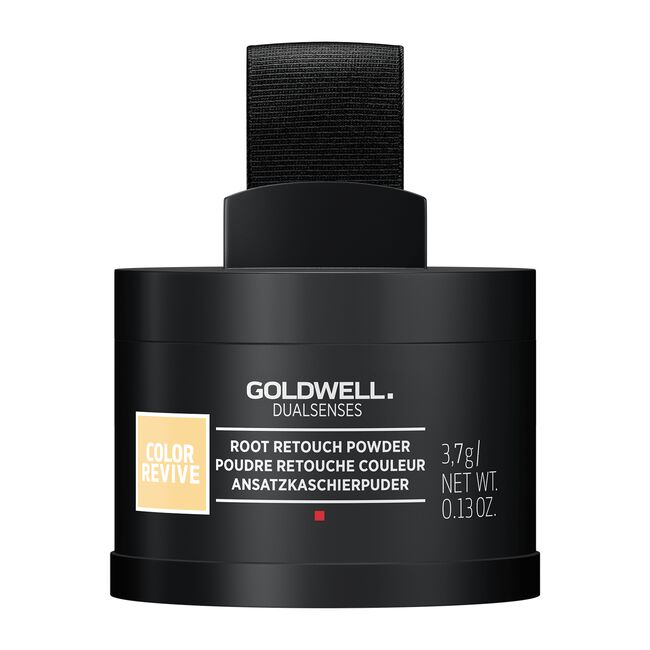 GOLDWELL.
DUALSENSES
COLOR
REVIVE
ROOT RETOUCH POWDER
POUDRE RETOUCHE COULEUR
ANSATZKASCHIERPUDER
3,7g/
NET WT.
0.13 OZ.